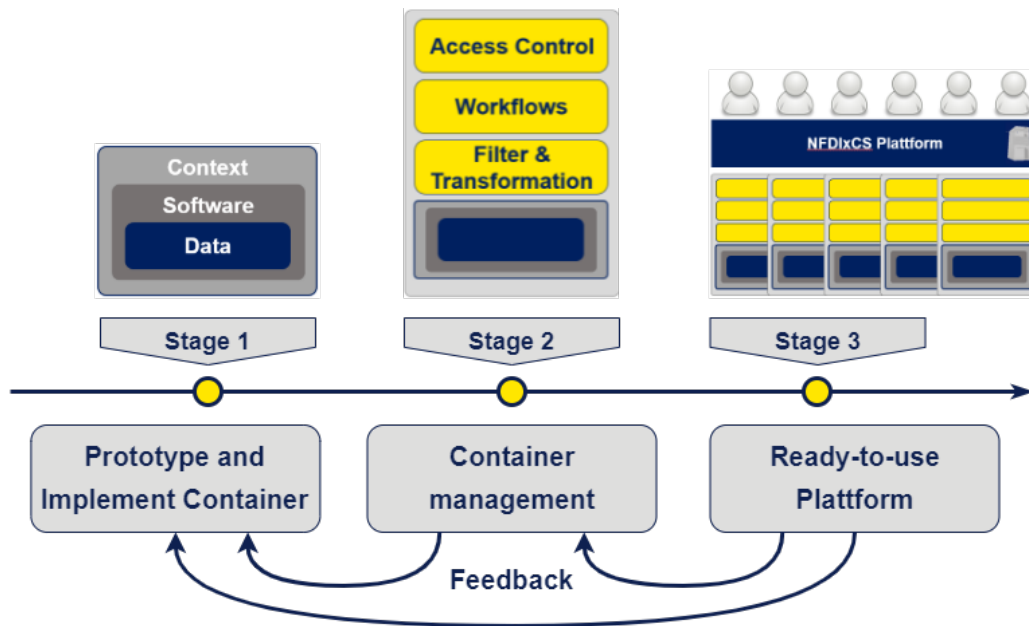 Access Control
Workflows
Filter &
Transformation
Context
Software
Data
NFDIxCS Plattform
Stage 1
Stage 2
Stage 3
Prototype and
Implement Container
Container
management
Ready-to-use
Plattform
Feedback